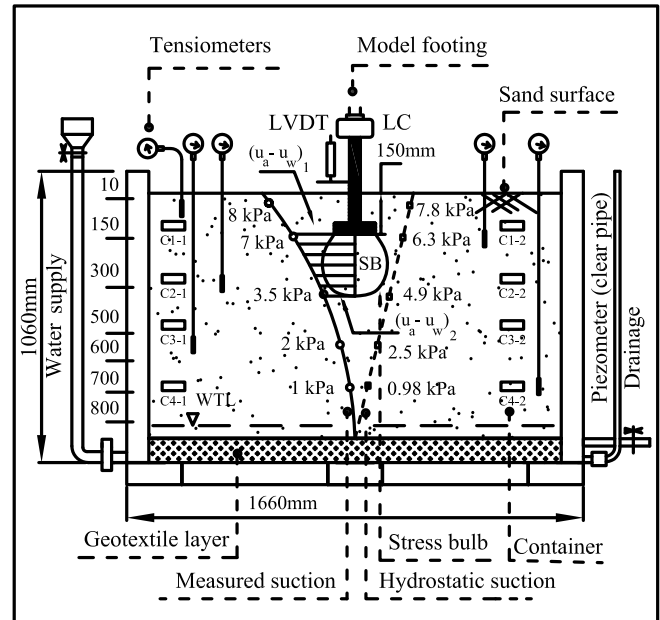 Tensiometers
Model footing
Sand surface
LVDT
LC
(u_a - u_w)_1
150mm
10
150
300
500
600
700
800
1060mm
Water supply
8 kPa
7 kPa
3.5 kPa
2 kPa
1 kPa
7.8 kPa
6.3 kPa
4.9 kPa
2.5 kPa
0.98 kPa
SB
(u_a - u_w)_2
C1-1
C2-1
C3-1
C4-1
C1-2
C2-2
C3-2
C4-2
WTL
Piezometer (clear pipe)
Drainage
1660mm
Geotextile layer
Stress bulb
Container
Measured suction
Hydrostatic suction